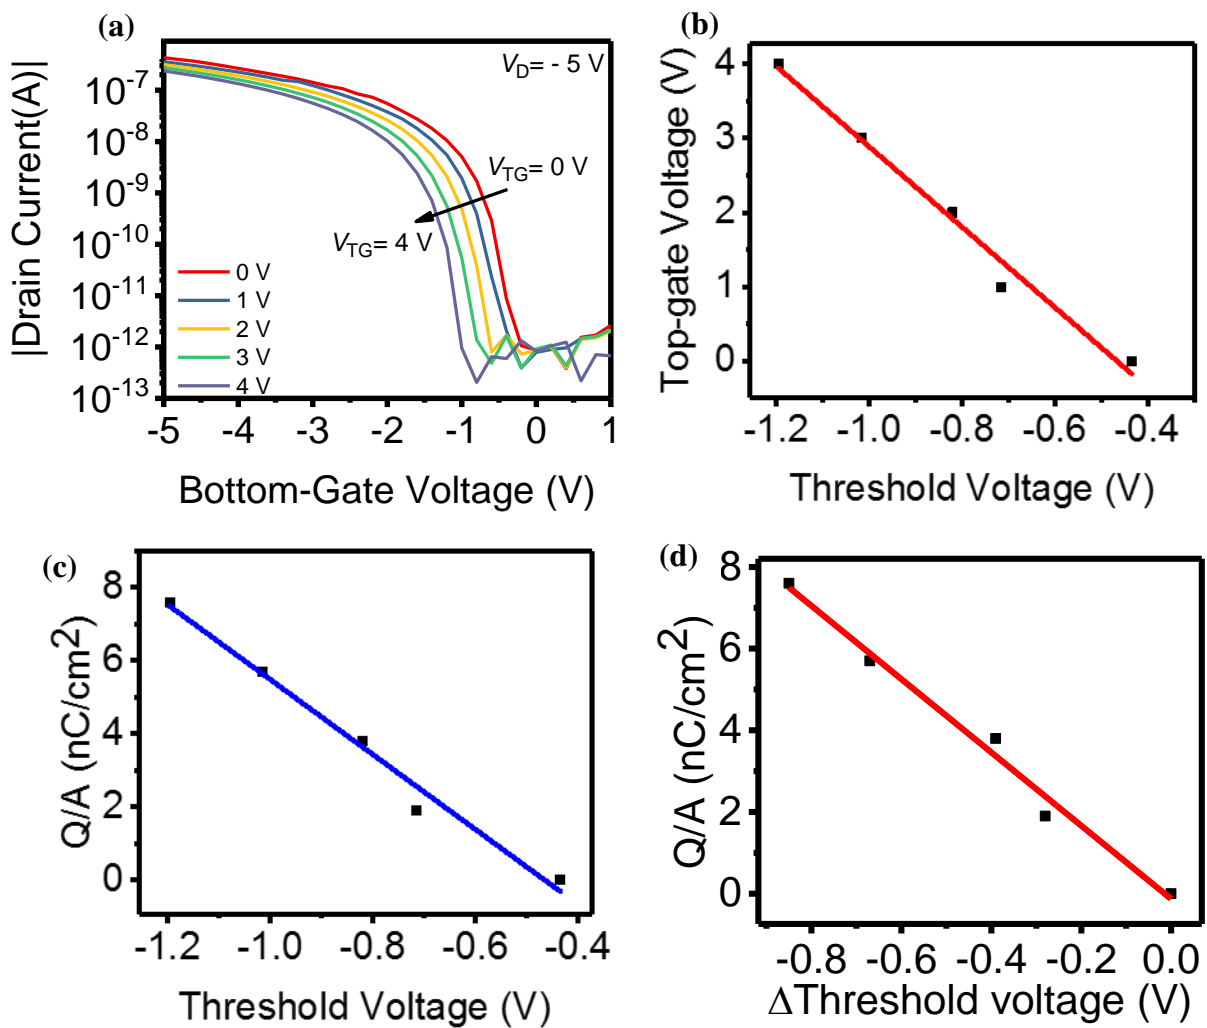 (a)
V_D= - 5 V
|Drain Current(A)|
10^-7
10^-8
10^-9
10^-10
10^-11
10^-12
10^-13
V_TG= 0 V
V_TG= 4 V
0 V
1 V
2 V
3 V
4 V
-5 -4 -3 -2 -1 0 1
Bottom-Gate Voltage (V)
(b)
Top-gate Voltage (V)
4
3
2
1
0
-1.2 -1.0 -0.8 -0.6 -0.4
Threshold Voltage (V)
(c)
Q/A (nC/cm²)
8
6
4
2
0
-1.2 -1.0 -0.8 -0.6 -0.4
Threshold Voltage (V)
(d)
Q/A (nC/cm²)
8
6
4
2
0
-0.8 -0.6 -0.4 -0.2 0.0
ΔThreshold voltage (V)